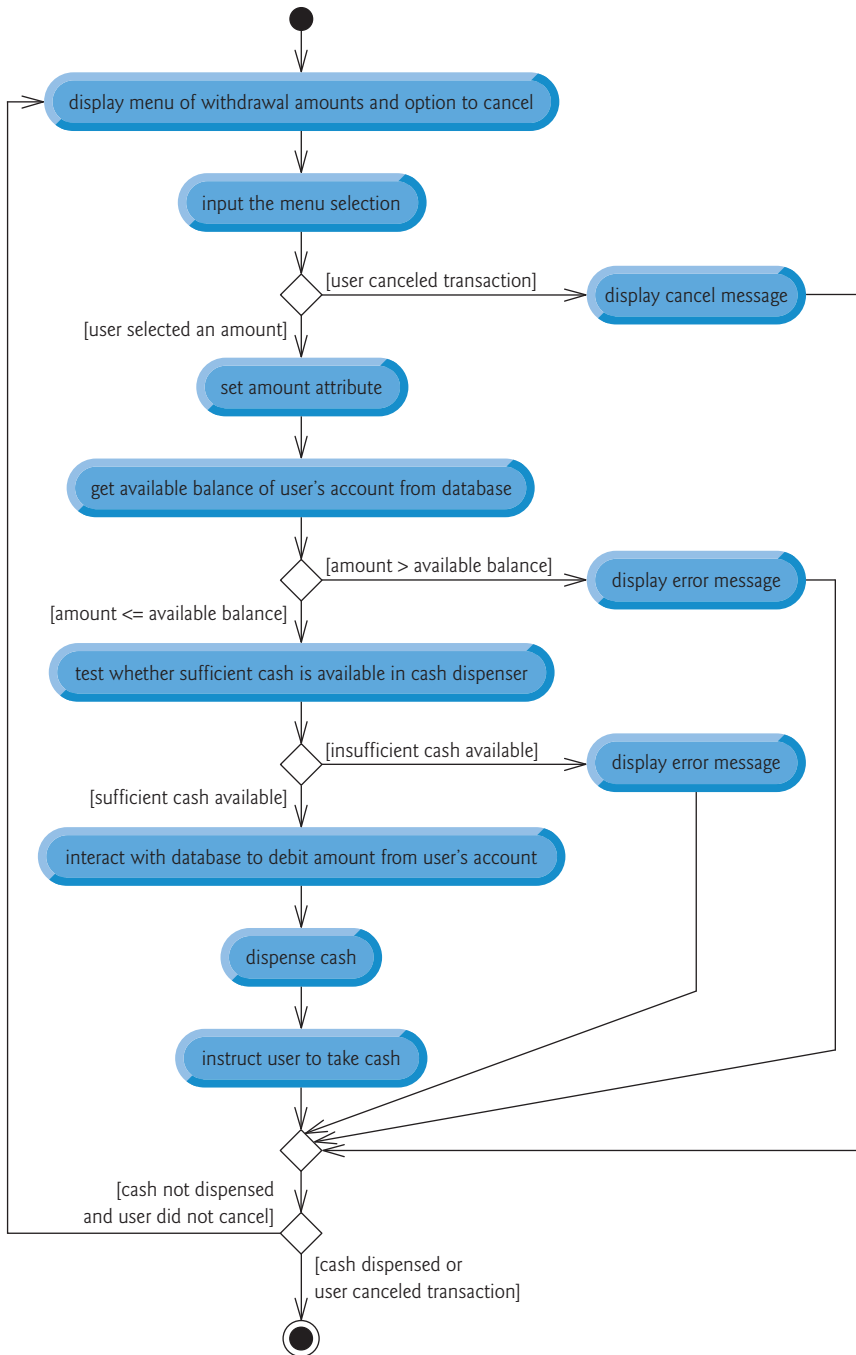 display menu of withdrawal amounts and option to cancel
input the menu selection
[user canceled transaction]
display cancel message
[user selected an amount]
set amount attribute
get available balance of user's account from database
[amount > available balance]
display error message
[amount <= available balance]
test whether sufficient cash is available in cash dispenser
[insufficient cash available]
display error message
[sufficient cash available]
interact with database to debit amount from user's account
dispense cash
instruct user to take cash
[cash not dispensed
and user did not cancel]
[cash dispensed or
user canceled transaction]